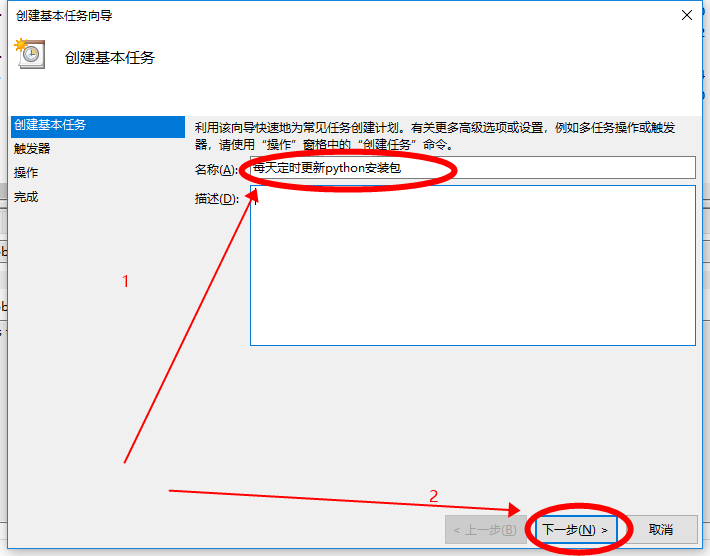 创建基本任务向导
创建基本任务
创建基本任务
利用该向导快速地为常见任务创建计划。有关更多高级选项或设置，例如多任务操作或触发
器，请使用“操作”窗格中的“创建任务”命令。
触发器
操作
名称(A): 每天定时更新python安装包
完成
描述(D):
1
2
< 上一步(B) 下一步(N) > 取消